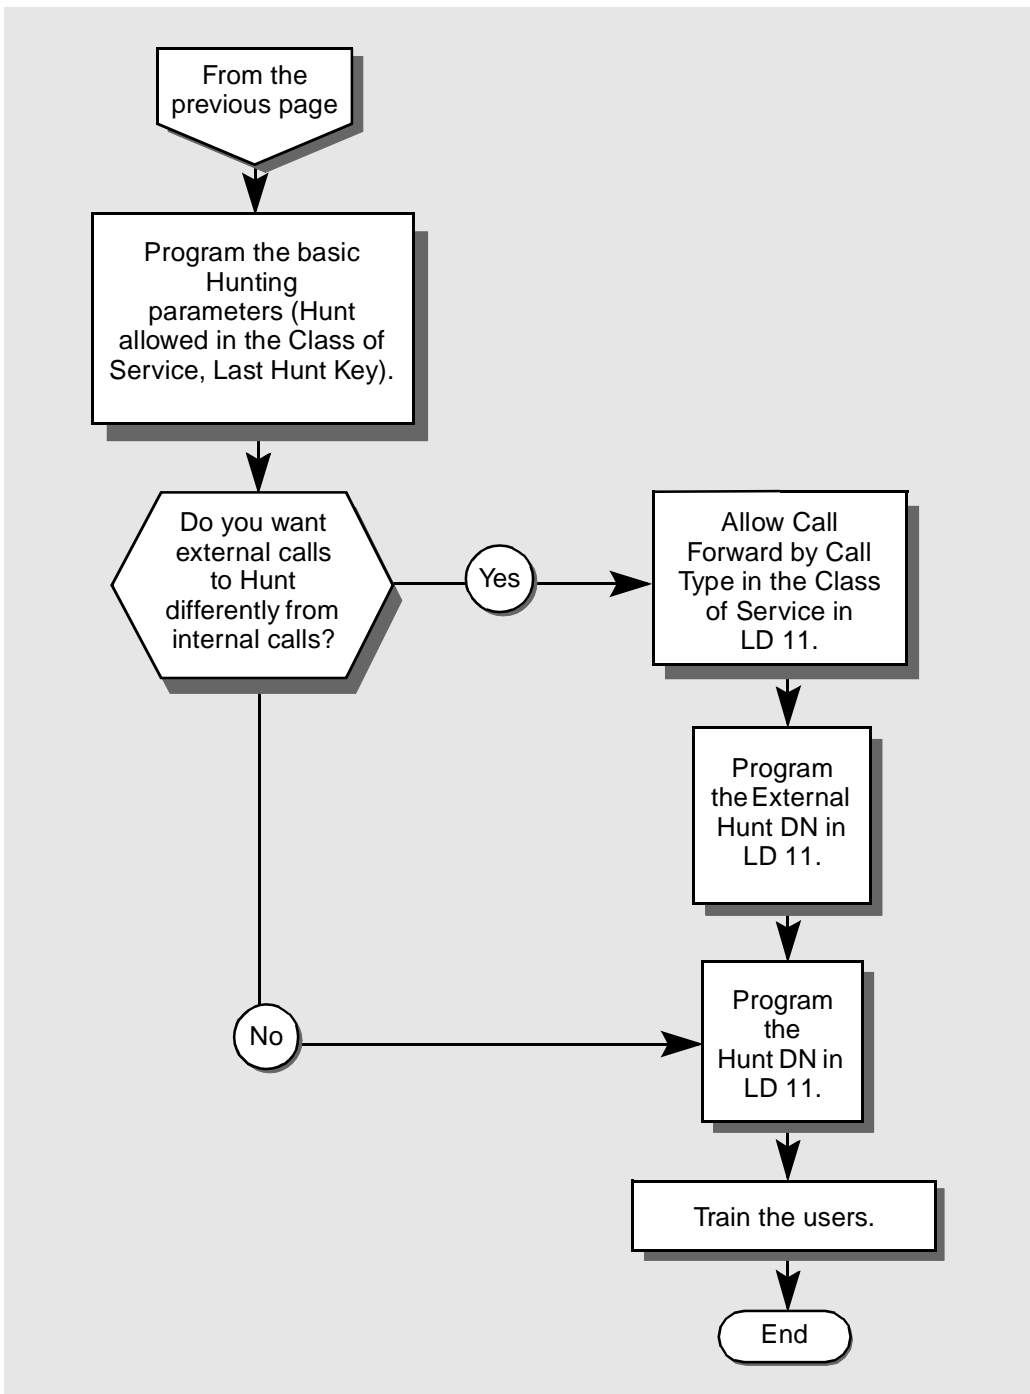 From the
previous page
Program the basic
Hunting
parameters (Hunt
allowed in the Class of
Service, Last Hunt Key).
Do you want
external calls
to Hunt
differently from
internal calls?
Yes
Allow Call
Forward by Call
Type in the Class
of Service in
LD 11.
Program
the External
Hunt DN in
LD 11.
No
Program
the
Hunt DN in
LD 11.
Train the users.
End